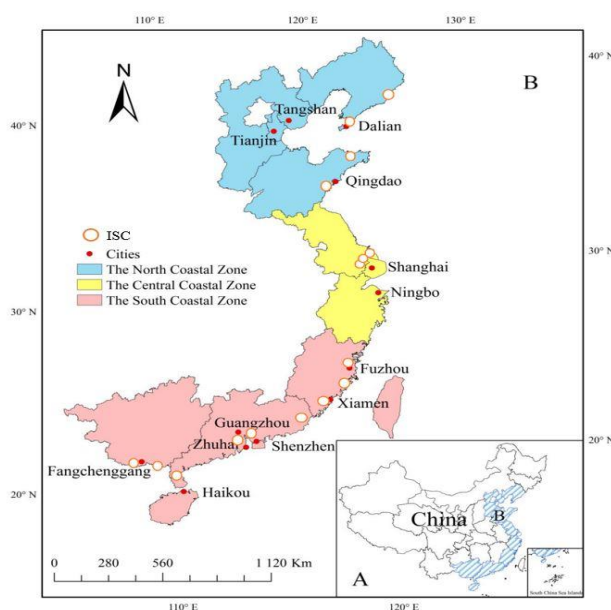 110° E
120° E
130° E
40° N
N
B
Tangshan
40° N
Tianjin
Dalian
Qingdao
ISC
Cities
The North Coastal Zone
The Central Coastal Zone
The South Coastal Zone
30° N
Shanghai
Ningbo
30° N
Fuzhou
Xiamen
Guangzhou
Zhuhai
Shenzhen
Fangchenggang
Haikou
20° N
20° N
China
B
A
South China Sea Islands
0 280 560 1 120 Km
110° E
120° E